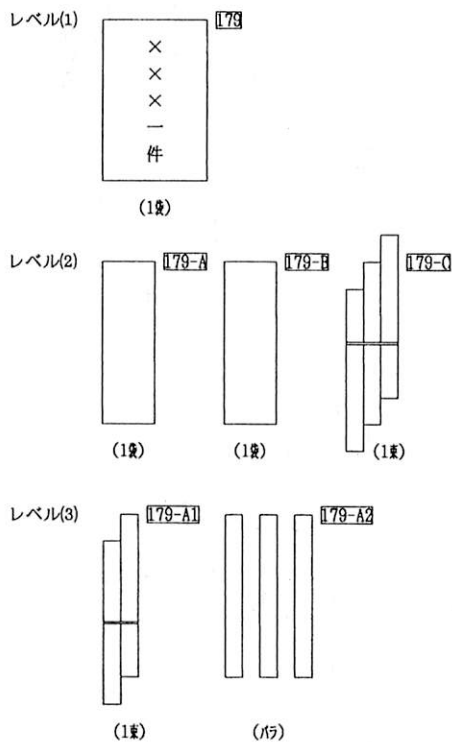 レベル(1)
179
×
×
×
一
件
(1袋)
レベル(2)
179-A
179-B
179-C
(1袋)
(1袋)
(1束)
レベル(3)
179-A1
179-A2
(1束)
(バラ)